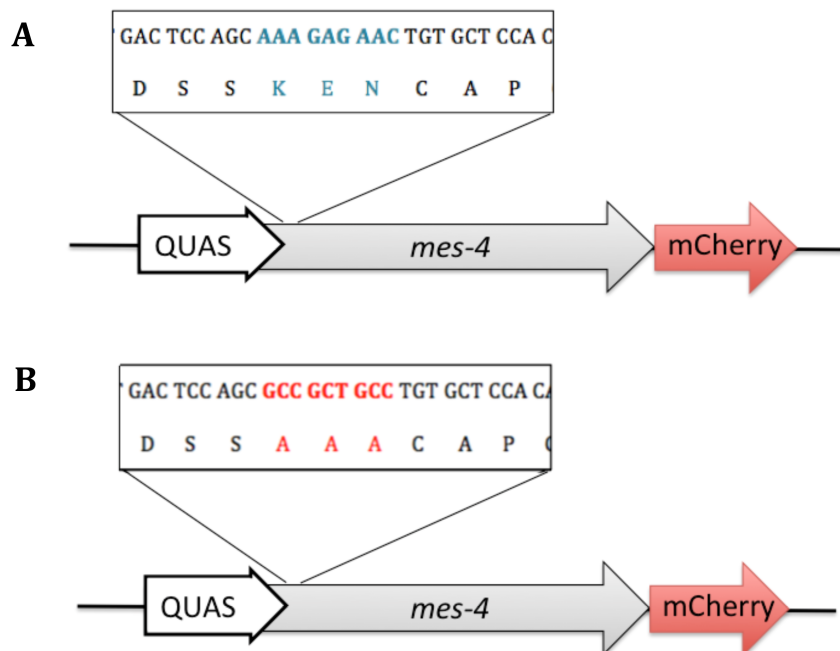 A
GAC TCC AGC AAA GAG AAC TGT GCT CCA C
D S S K E N C A P
QUAS mes-4 mCherry
B
GAC TCC AGC GCC GCT GCC TGT GCT CCA CA
D S S A A A C A P
QUAS mes-4 mCherry